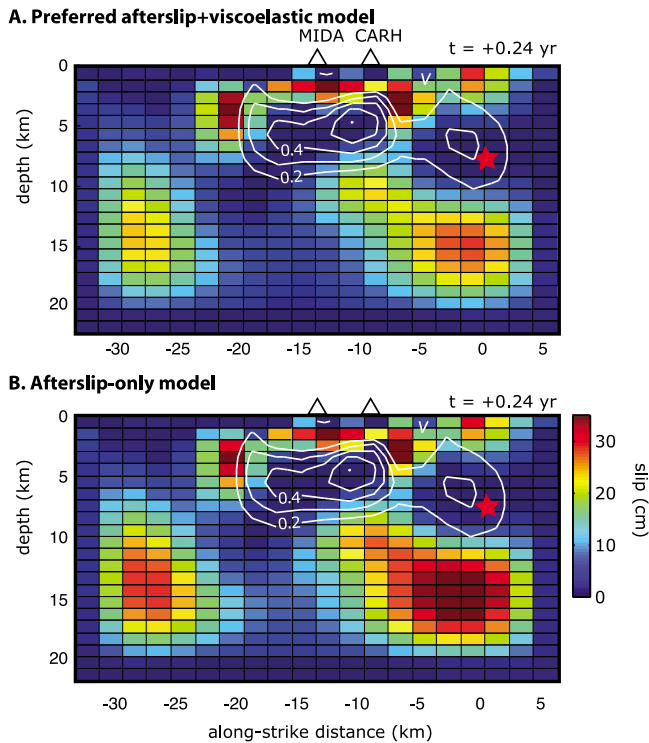 A. Preferred afterslip+viscoelastic model
MIDA CARH
t = +0.24 yr
0
5
10
15
20
depth (km)
0.4
0.2
-30 -25 -20 -15 -10 -5 0 5
B. Afterslip-only model
t = +0.24 yr
0
5
10
15
20
depth (km)
0.4
0.2
30
20
10
0
slip (cm)
-30 -25 -20 -15 -10 -5 0 5
along-strike distance (km)